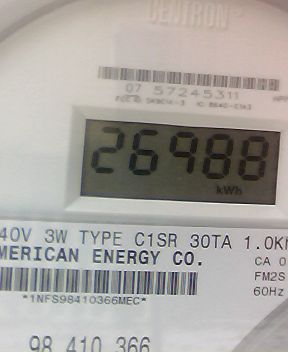 CENTRON
07 57245311
26988
kWh
40V 3W TYPE C1SR 30TA 1.0K
MERICAN ENERGY CO.
CA 0
FM2S
60Hz
*1NFS98410366MEC*
98 410 366